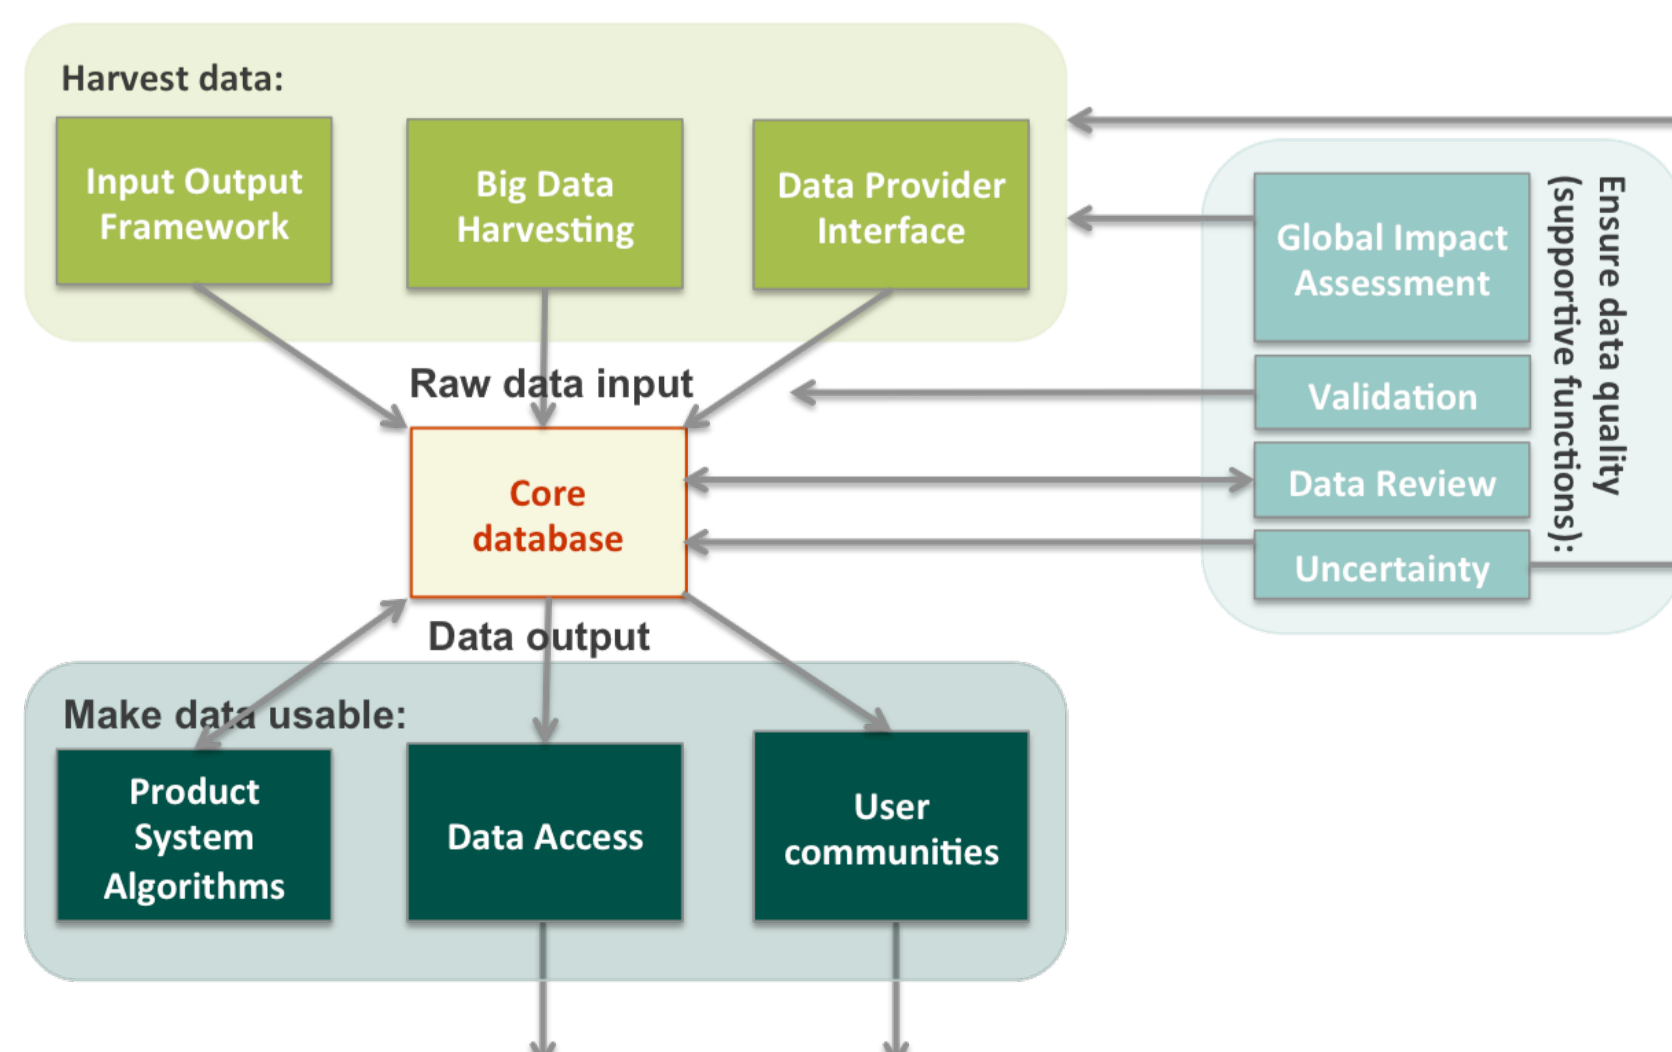 Harvest data:
Input Output
Framework
Big Data
Harvesting
Data Provider
Interface
Global Impact
Assessment
Validation
Data Review
Uncertainty
Ensure data quality
(supportive functions):
Raw data input
Core
database
Data output
Make data usable:
Product
System
Algorithms
Data Access
User
communities